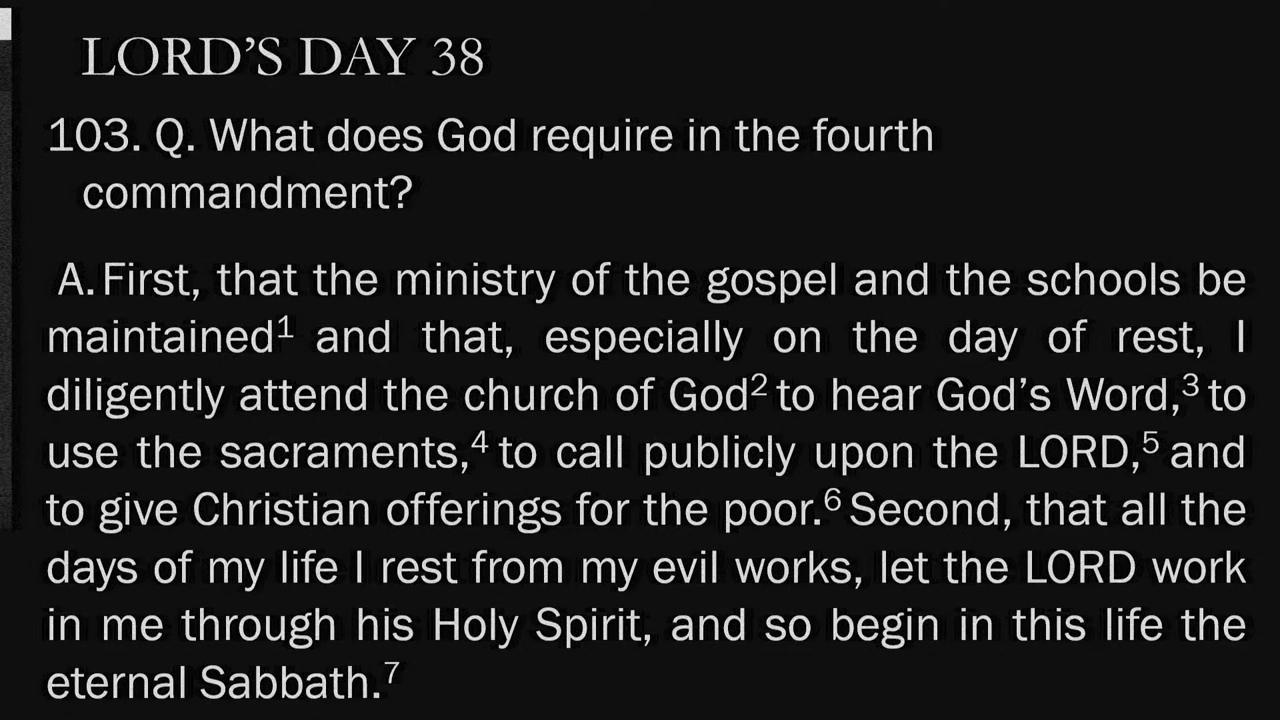 LORD’S DAY 38
103. Q. What does God require in the fourth
commandment?
A. First, that the ministry of the gospel and the schools be
maintained¹ and that, especially on the day of rest, I
diligently attend the church of God² to hear God’s Word,³ to
use the sacraments,⁴ to call publicly upon the LORD,⁵ and
to give Christian offerings for the poor.⁶ Second, that all the
days of my life I rest from my evil works, let the LORD work
in me through his Holy Spirit, and so begin in this life the
eternal Sabbath.⁷